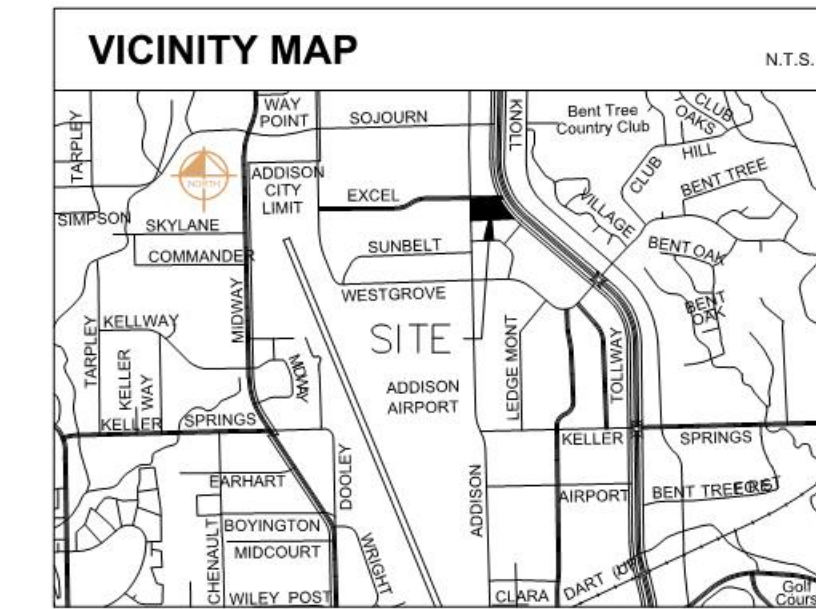 VICINITY MAP
N.T.S.
WAY
POINT
TARPLEY
SOJOURN
KNOLL
Bent Tree
Country Club
CLUB
OAKS
HILL
CLUB
BENT TREE
NORTH
ADDISON
CITY
LIMIT
EXCEL
VILLAGE
SIMPSON
SKYLANE
COMMANDER
SUNBELT
BENT OAK
WESTGROVE
BENT
OAK
KELLWAY
MIDWAY
SITE
TARPLEY
KELLER
WAY
MIDWAY
ADDISON
AIRPORT
LEDGE MONT
TOLLWAY
KELLER
SPRINGS
KELLER
SPRINGS
EARHART
DOOLEY
ADDISON
AIRPORT
BENT TREE
CHENAULT
BOYINGTON
MIDCOURT
WRIGHT
WILEY POST
CLARA
DART
Golf
Cours